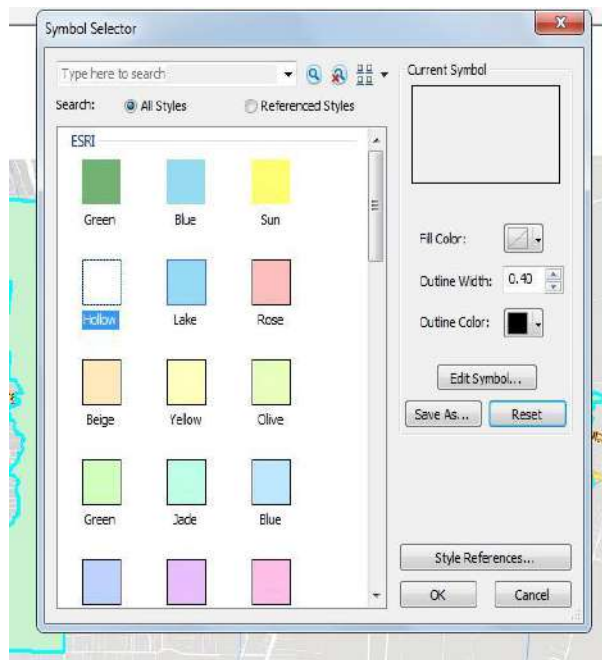 Symbol Selector
Type here to search
Search: All Styles Referenced Styles
ESRI
Green Blue Sun
Hollow Lake Rose
Beige Yellow Olive
Green Jade Blue
Current Symbol
Fill Color:
Outline Width: 0.40
Outline Color:
Edit Symbol...
Save As... Reset
Style References...
OK Cancel